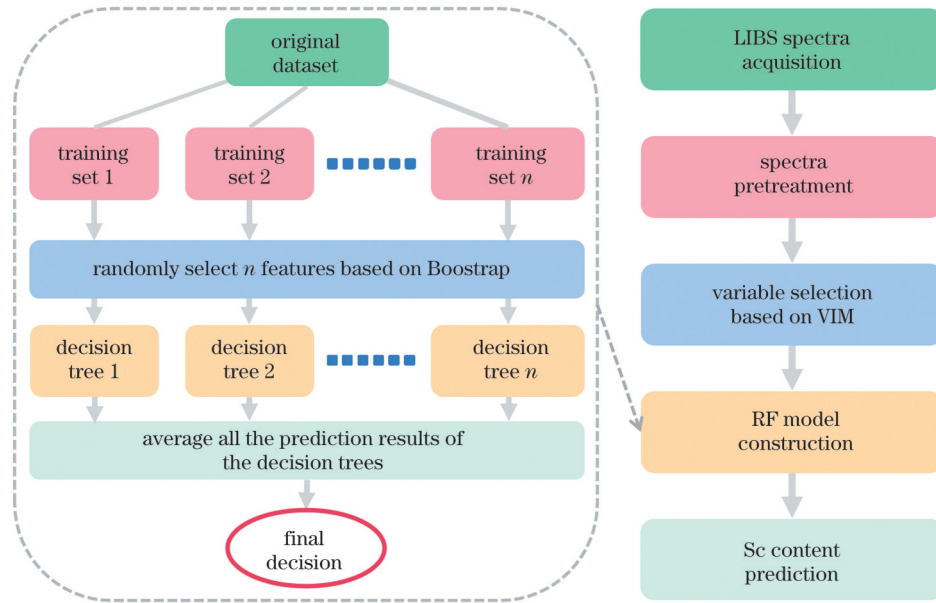 original
dataset
training
set 1
training
set 2
training
set n
randomly select n features based on Boostrap
decision
tree 1
decision
tree 2
decision
tree n
average all the prediction results of
the decision trees
final
decision
LIBS spectra
acquisition
spectra
pretreatment
variable selection
based on VIM
RF model
construction
Sc content
prediction